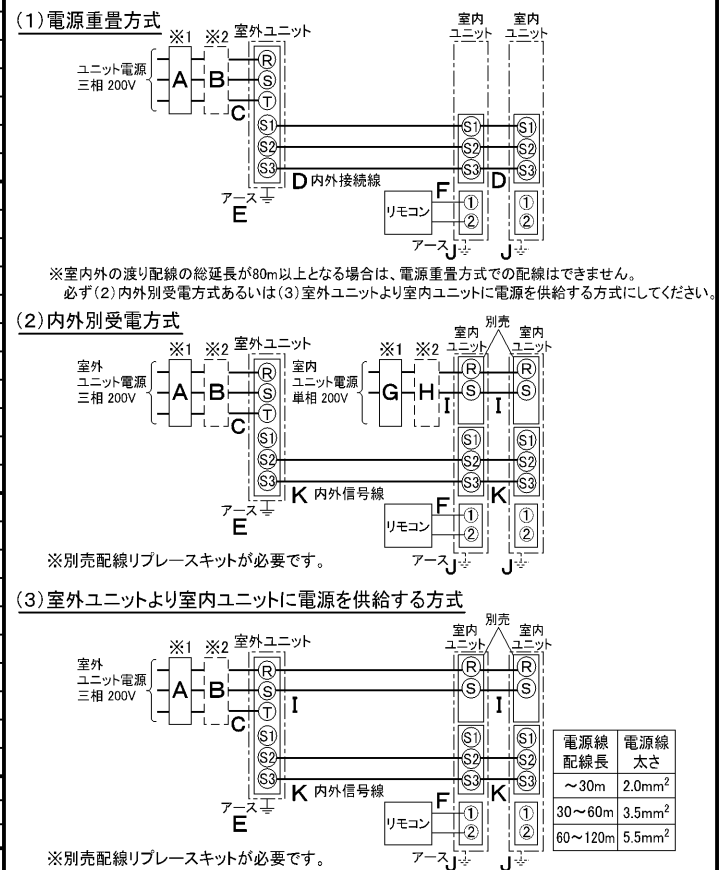 (1)電源重畳方式
※1 ※2 室外ユニット
室内
ユニット
室内
ユニット
ユニット電源
三相 200V
A B C
R
S
T
S1 S1 S1
S2 S2 S2
S3 S3 S3
D 内外接続線
D
F
リモコン
① ①
② ②
アース
E
アース J J
※室内外の渡り配線の総延長が80m以上となる場合は、電源重畳方式での配線はできません。
必ず(2)内外別受電方式あるいは(3)室外ユニットより室内ユニットに電源を供給する方式にしてください。
(2)内外別受電方式
※1 ※2 室外ユニット
※1 ※2
室内
ユニット
別売
室内
ユニット
室外
ユニット電源
三相 200V
A B C
室内
ユニット電源
単相 200V
G H I I
R R R
S S S
T
S1 S1 S1
S2 S2 S2
S3 S3 S3
K 内外信号線
K
F
リモコン
① ①
② ②
アース
E
アース J J
※別売配線リプレースキットが必要です。
(3)室外ユニットより室内ユニットに電源を供給する方式
※1 ※2 室外ユニット
室内
ユニット
別売
室内
ユニット
室外
ユニット電源
三相 200V
A B C
R R R
S S S
T
I I
S1 S1 S1
S2 S2 S2
S3 S3 S3
K 内外信号線
K
F
リモコン
① ①
② ②
アース
E
アース J J
※別売配線リプレースキットが必要です。
電源線
配線長
電源線
太さ
～30m 2.0mm²
30～60m 3.5mm²
60～120m 5.5mm²